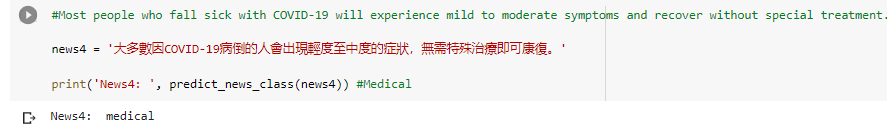 #Most people who fall sick with COVID-19 will experience mild to moderate symptoms and recover without special treatment.
news4 = '大多數因COVID-19病倒的人會出現輕度至中度的症狀，無需特殊治療即可康復。'
print('News4: ', predict_news_class(news4)) #Medical
News4:  medical